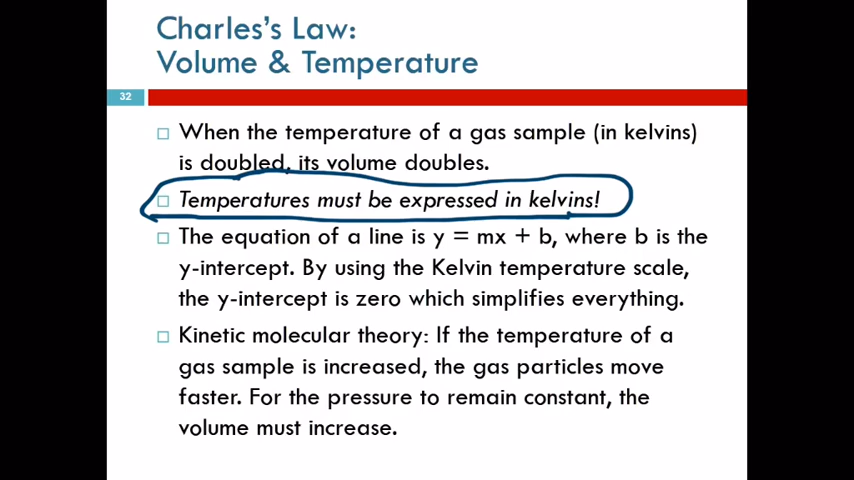 Charles's Law:
Volume & Temperature
32
When the temperature of a gas sample (in kelvins)
is doubled, its volume doubles.
Temperatures must be expressed in kelvins!
The equation of a line is y = mx + b, where b is the
y-intercept. By using the Kelvin temperature scale,
the y-intercept is zero which simplifies everything.
Kinetic molecular theory: If the temperature of a
gas sample is increased, the gas particles move
faster. For the pressure to remain constant, the
volume must increase.